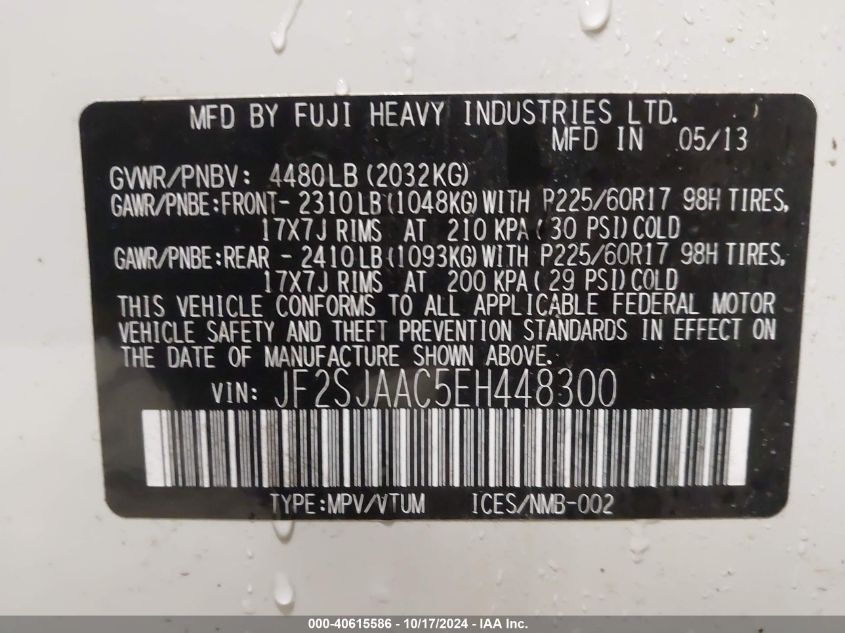 MFD BY FUJI HEAVY INDUSTRIES LTD.
MFD IN 05/13
GVWR/PNBV: 4480LB(2032KG)
GAWR/PNBE:FRONT- 2310LB(1048KG)WITH P225/60R17 98H TIRES,
17X7J RIMS AT 210 KPA( 30 PSI)COLD
GAWR/PNBE:REAR - 2410LB(1093KG)WITH P225/60R17 98H TIRES,
17X7J RIMS AT 200 KPA( 29 PSI)COLD
THIS VEHICLE CONFORMS TO ALL APPLICABLE FEDERAL MOTOR
VEHICLE SAFETY AND THEFT PREVENTION STANDARDS IN EFFECT ON
THE DATE OF MANUFACTURE SHOWN ABOVE.
VIN: JF2SJAAC5EH448300
TYPE:MPV/VTUM ICES/NMB-002
000-40615586 - 10/17/2024 - IAA Inc.